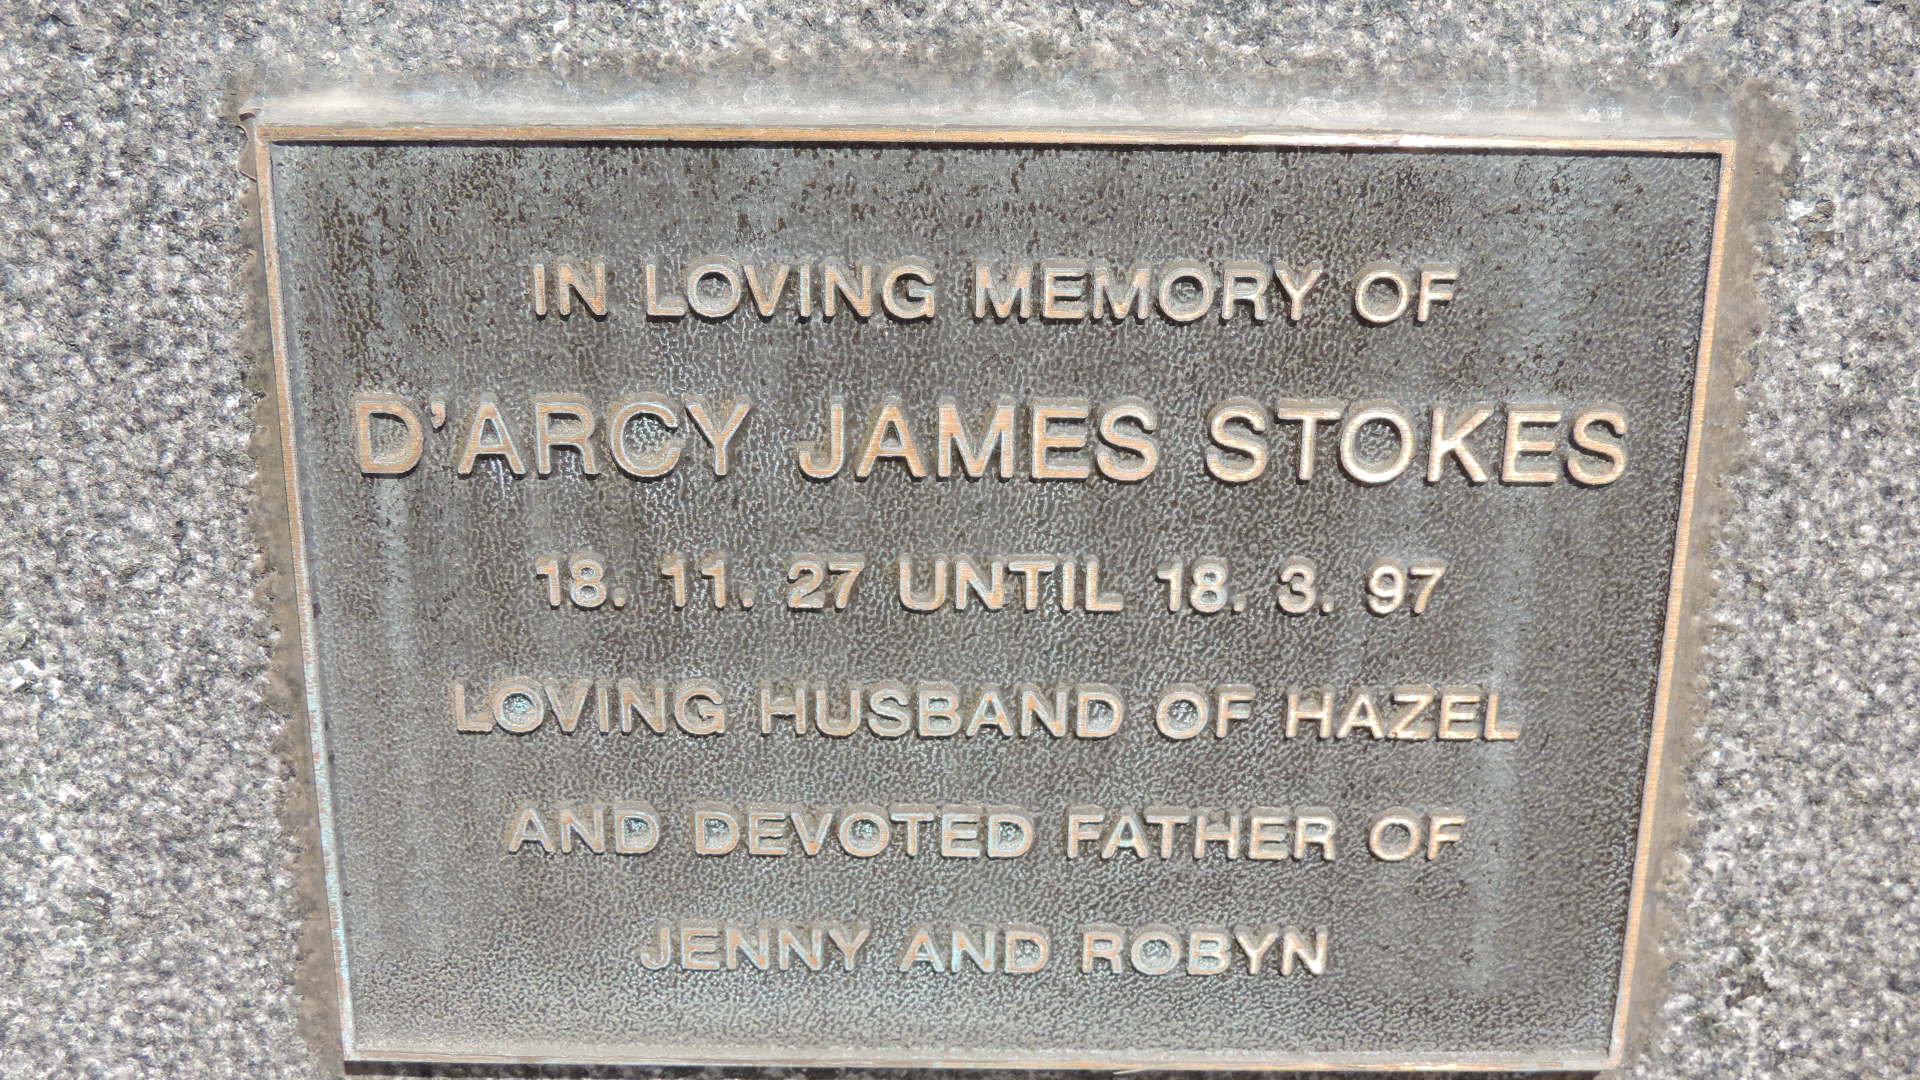 IN LOVING MEMORY OF
D'ARCY JAMES STOKES
18. 11. 27 UNTIL 18. 3. 97
LOVING HUSBAND OF HAZEL
AND DEVOTED FATHER OF
JENNY AND ROBYN